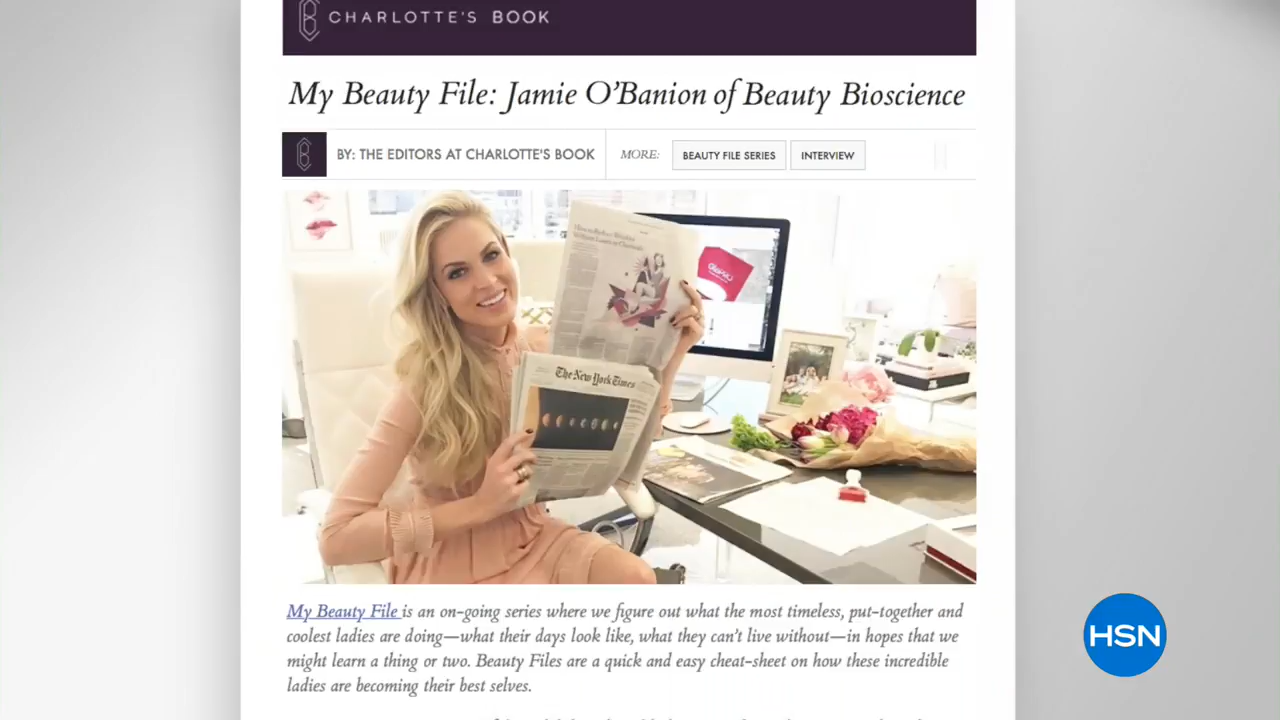 CHARLOTTE'S BOOK
My Beauty File: Jamie O'Banion of Beauty Bioscience
BY: THE EDITORS AT CHARLOTTE'S BOOK
MORE:
BEAUTY FILE SERIES
INTERVIEW
The New York Times
My Beauty File is an on-going series where we figure out what the most timeless, put-together and
coolest ladies are doing—what their days look like, what they can't live without—in hopes that we
might learn a thing or two. Beauty Files are a quick and easy cheat-sheet on how these incredible
ladies are becoming their best selves.
HSN